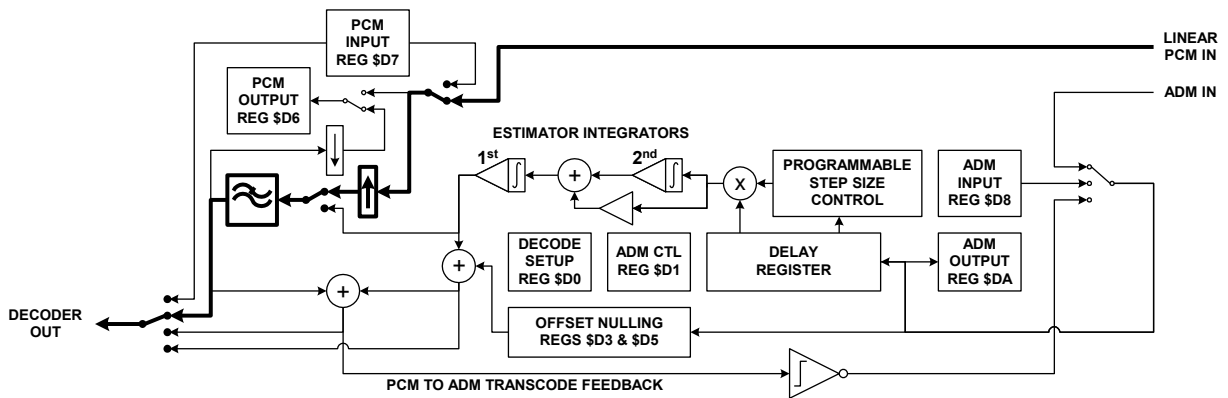 PCM
INPUT
REG $D7
LINEAR
PCM IN
PCM
OUTPUT
REG $D6
ADM IN
ESTIMATOR INTEGRATORS
1st
2nd
∫
∫
+
X
PROGRAMMABLE
STEP SIZE
CONTROL
ADM
INPUT
REG $D8
DECODE
SETUP
REG $D0
ADM CTL
REG $D1
DELAY
REGISTER
ADM
OUTPUT
REG $DA
+
+
DECODER
OUT
OFFSET NULLING
REGS $D3 & $D5
PCM TO ADM TRANSCODE FEEDBACK